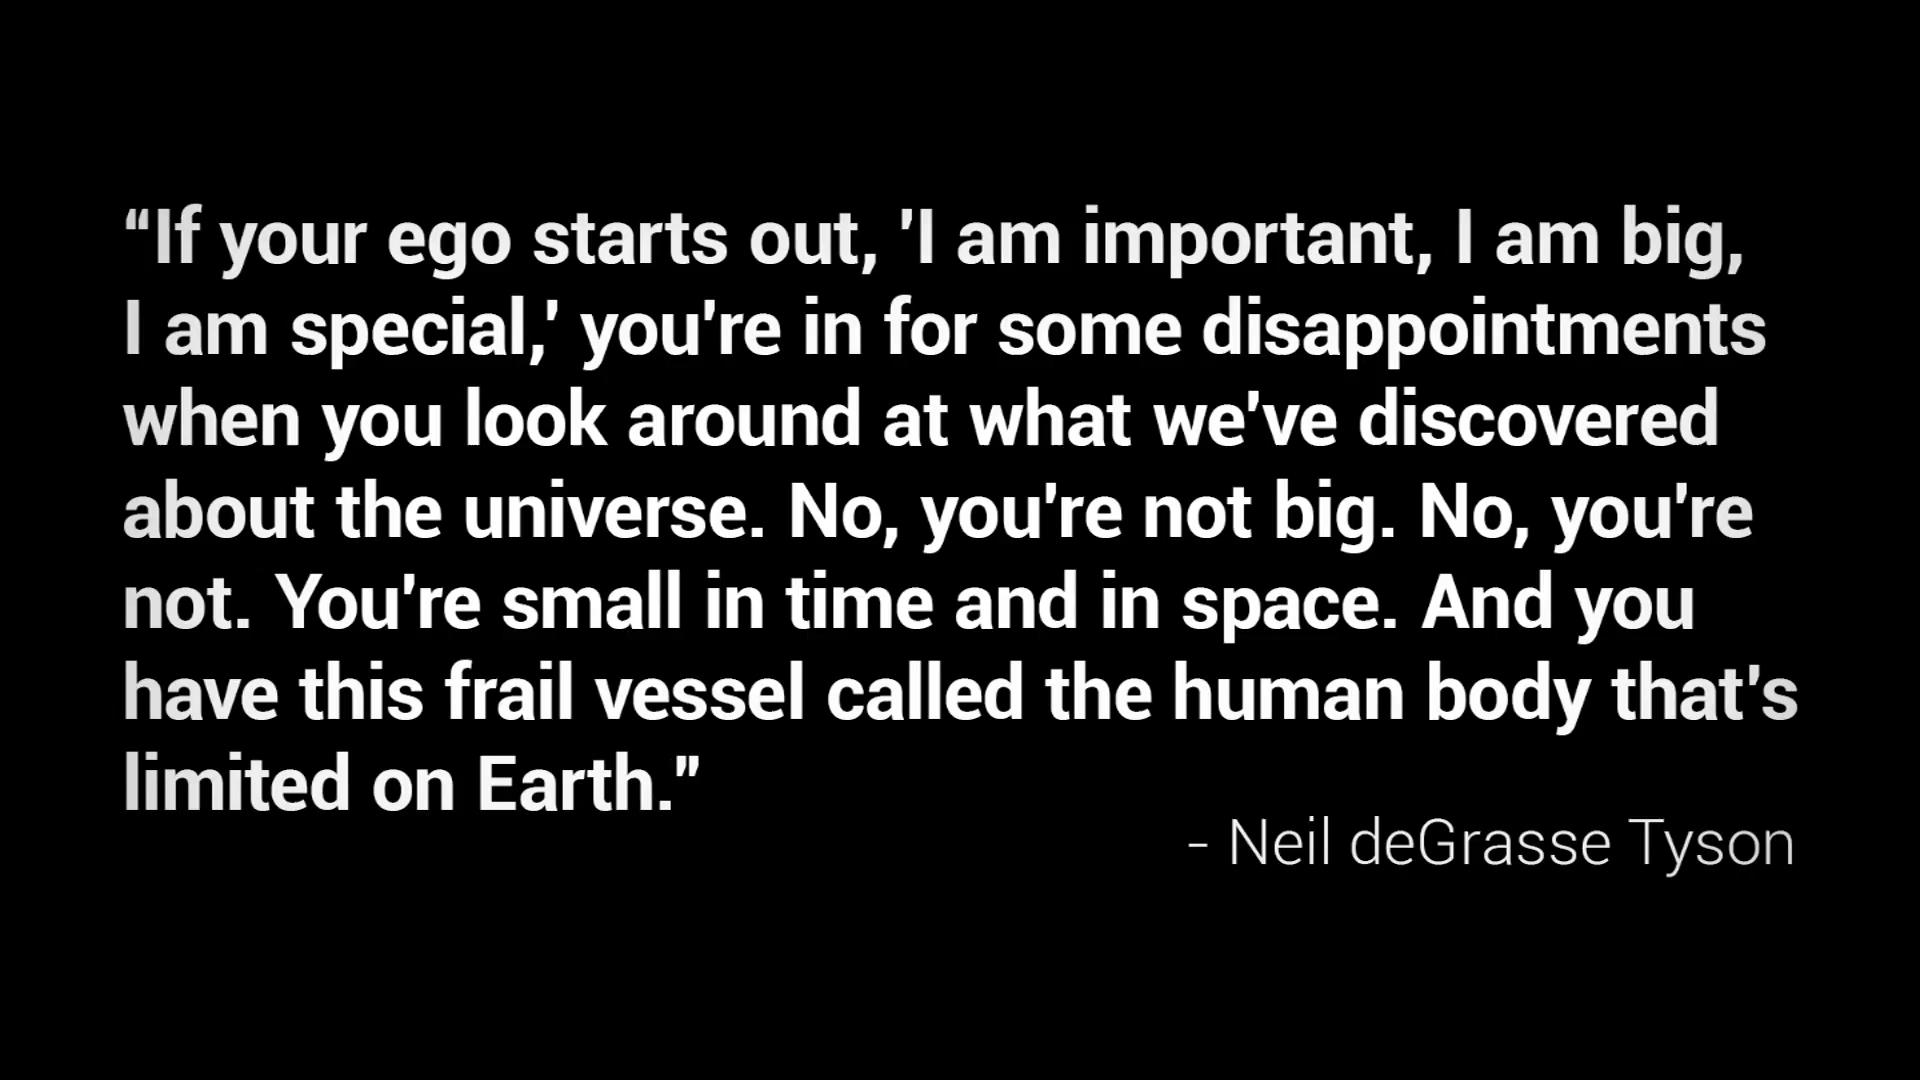 “If your ego starts out, 'I am important, I am big,
I am special,' you're in for some disappointments
when you look around at what we've discovered
about the universe. No, you're not big. No, you're
not. You're small in time and in space. And you
have this frail vessel called the human body that's
limited on Earth.”
- Neil deGrasse Tyson